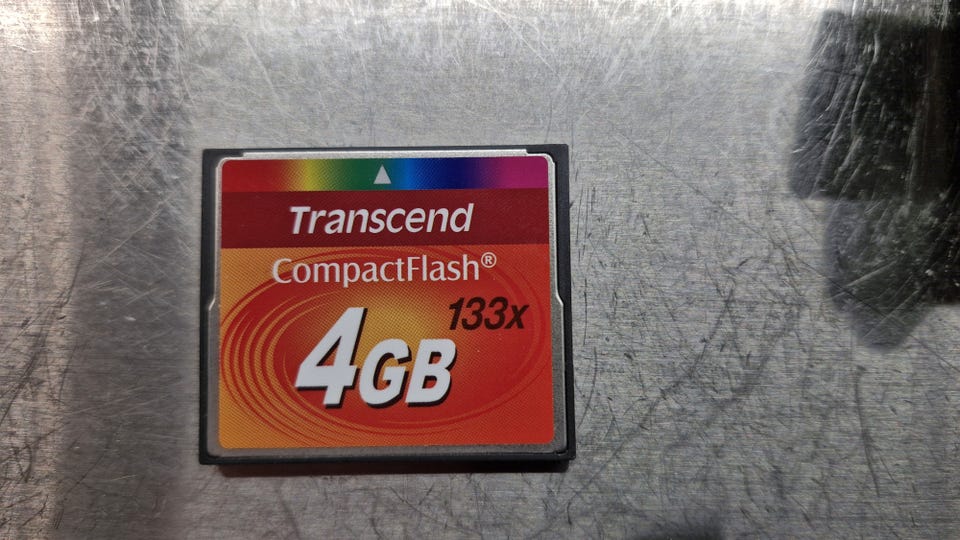 Transcend
CompactFlash®
133x
4GB